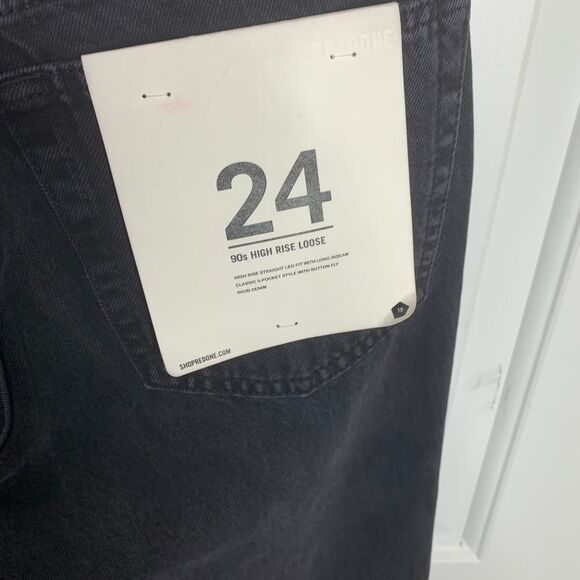 RE/DONE
24
90s HIGH RISE LOOSE
HIGH RISE STRAIGHT LEG FIT WITH LONG INSEAM
CLASSIC 5-POCKET STYLE WITH BUTTON FLY
RIGID DENIM
15
SHOPREDONE.COM